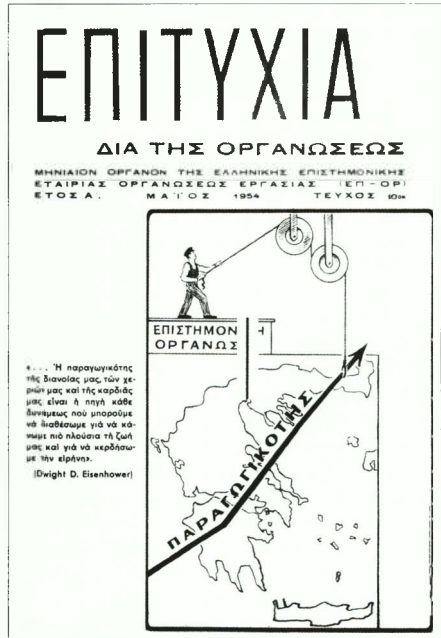 ΕΠΙΤΥΧΙΑ
ΔΙΑ ΤΗΣ ΟΡΓΑΝΩΣΕΩΣ
ΜΗΝΙΑΙΟΝ ΟΡΓΑΝΟΝ ΤΗΣ ΕΛΛΗΝΙΚΗΣ ΕΠΙΣΤΗΜΟΝΙΚΗΣ
ΕΤΑΙΡΙΑΣ ΟΡΓΑΝΩΣΕΩΣ ΕΡΓΑΣΙΑΣ (ΕΠ-ΟΡ)
ΕΤΟΣ Α΄. ΜΑΪΟΣ 1954 ΤΕΥΧΟΣ
ΕΠΙΣΤΗΜΟΝ Η
ΟΡΓΑΝΩΣ
«... Ἡ παραγωγικότης
τῆς διανοίας μας, τῶν χε-
ριῶν μας καὶ τῆς καρδιᾶς
μας εἶναι ἡ πηγὴ κάθε
δυνάμεως ποὺ μποροῦμε
νὰ διαθέσωμε γιὰ νὰ κά-
νωμε πιὸ πλούσια τὴ ζωή
μας καὶ γιὰ νὰ κερδήσω-
με τὴν εἰρήνη».
(Dwight D. Eisenhower)
ΠΑΡΑΓΩΓΙΚΟΤΗΣ